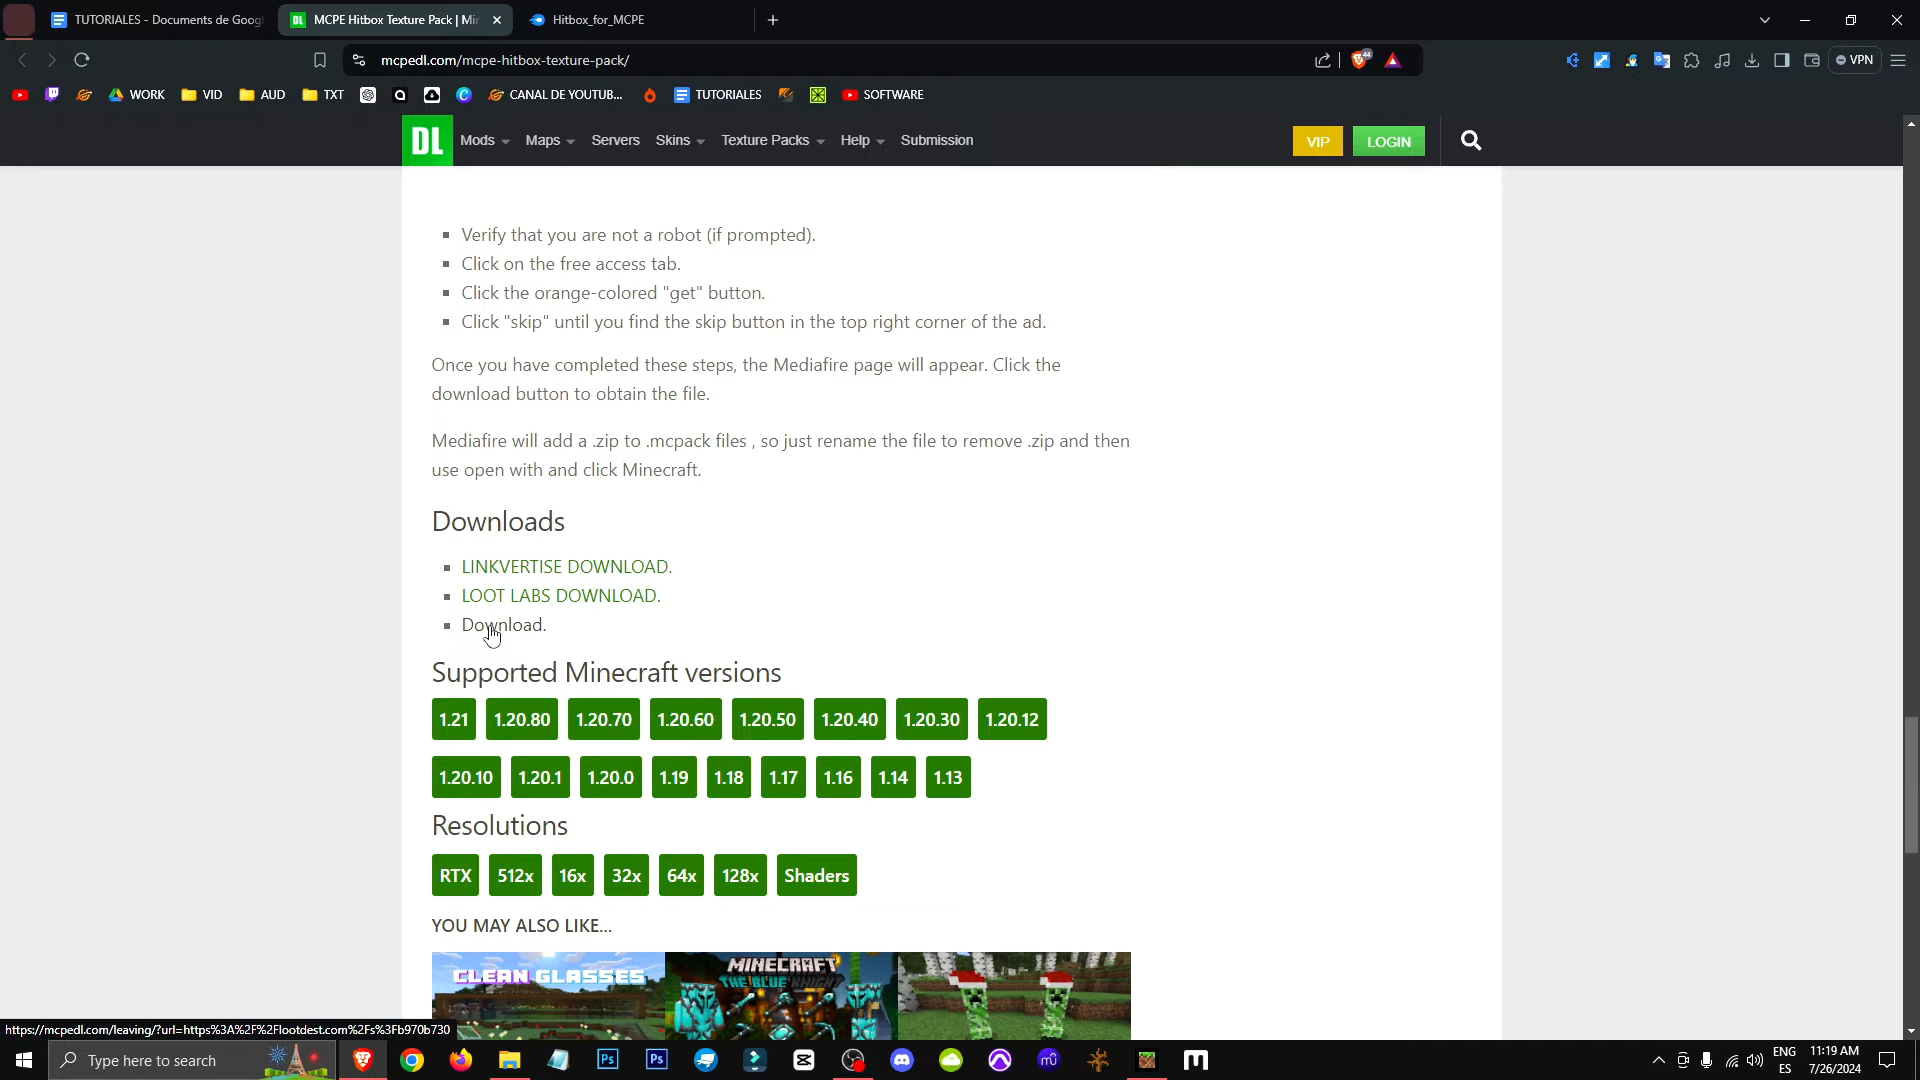 TUTORIALES - Documents de Goog
MCPE Hitbox Texture Pack | Mi
Hitbox_for_MCPE
mcpedl.com/mcpe-hitbox-texture-pack/
44
VPN
WORK
VID
AUD
TXT
CANAL DE YOUTUB...
TUTORIALES
SOFTWARE
DL
Mods
Maps
Servers
Skins
Texture Packs
Help
Submission
VIP
LOGIN
Verify that you are not a robot (if prompted).
Click on the free access tab.
Click the orange-colored "get" button.
Click "skip" until you find the skip button in the top right corner of the ad.
Once you have completed these steps, the Mediafire page will appear. Click the
download button to obtain the file.
Mediafire will add a .zip to .mcpack files , so just rename the file to remove .zip and then
use open with and click Minecraft.
Downloads
LINKVERTISE DOWNLOAD.
LOOT LABS DOWNLOAD.
Download.
Supported Minecraft versions
1.21 1.20.80 1.20.70 1.20.60 1.20.50 1.20.40 1.20.30 1.20.12
1.20.10 1.20.1 1.20.0 1.19 1.18 1.17 1.16 1.14 1.13
Resolutions
RTX 512x 16x 32x 64x 128x Shaders
YOU MAY ALSO LIKE...
CLEAN GLASSES
MINECRAFT
THE BLUE KNIGHT
https://mcpedl.com/leaving/?url=https%3A%2F%2Flootdest.com%2Fs%3Fb970b730
Type here to search
Ps
Ps
ENG
ES
11:19 AM
7/26/2024